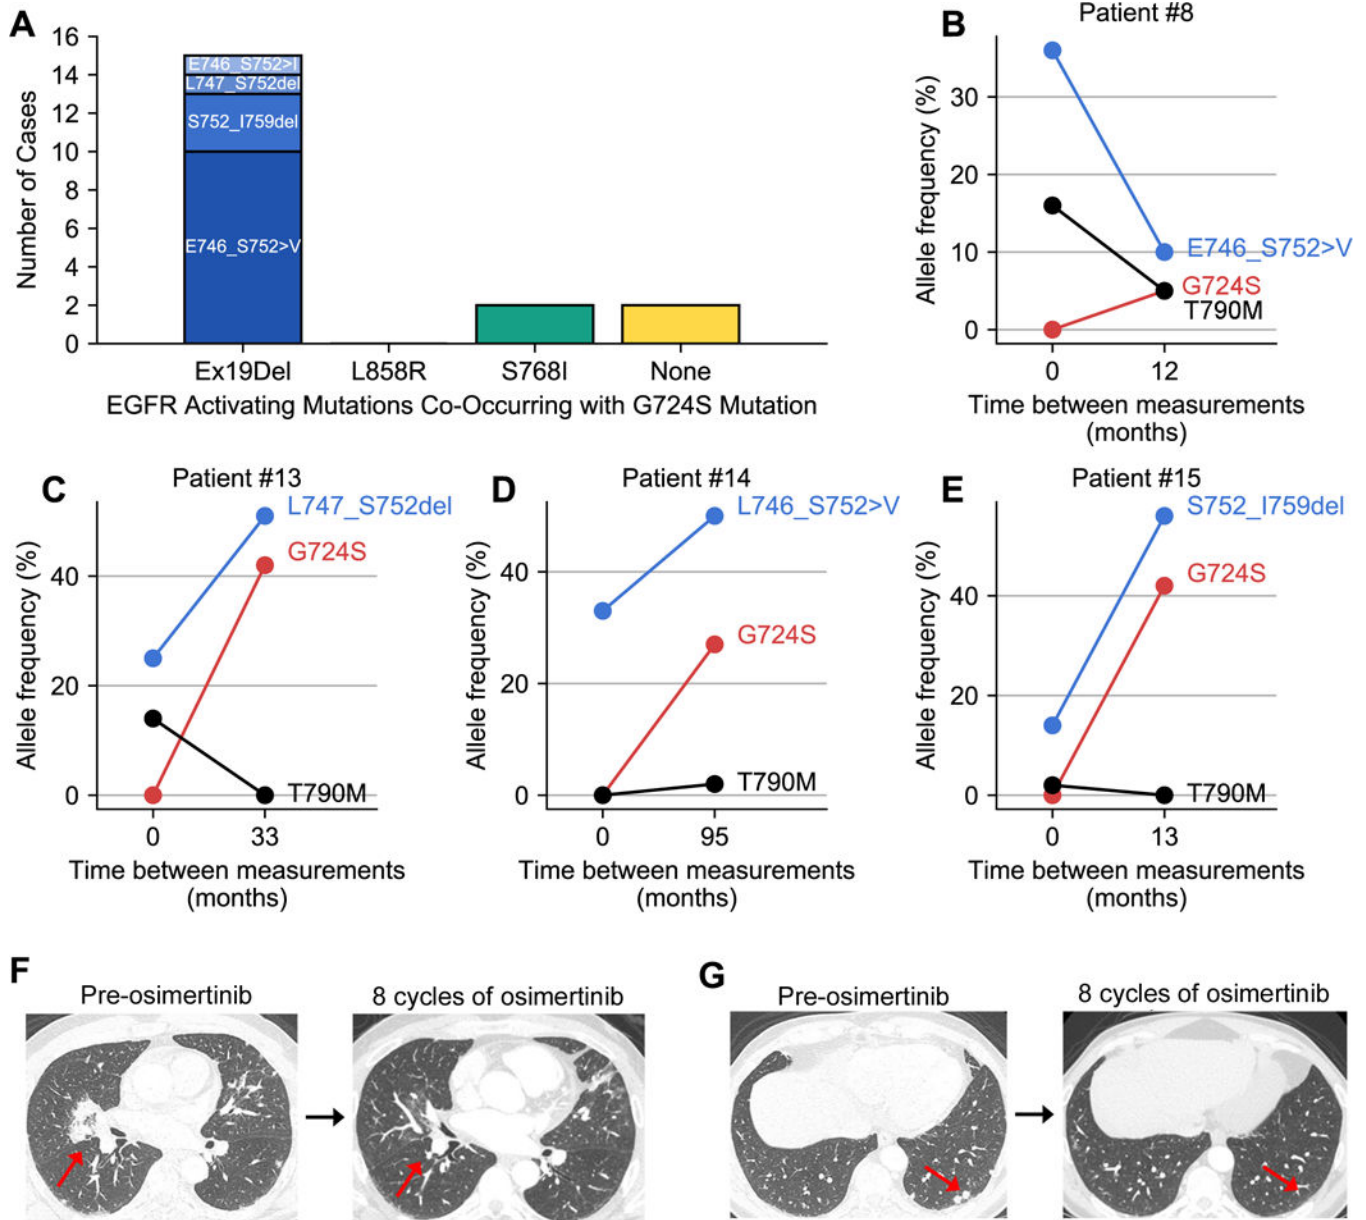 A
Number of Cases
16
14
12
10
8
6
4
2
0
E746_S752>I
L747_S752del
S752_I759del
E746_S752>V
Ex19Del L858R S768I None
EGFR Activating Mutations Co-Occurring with G724S Mutation
B
Patient #8
Allele frequency (%)
30
20
10
0
E746_S752>V
G724S
T790M
0 12
Time between measurements
(months)
C
Patient #13
Allele frequency (%)
40
20
0
L747_S752del
G724S
T790M
0 33
Time between measurements
(months)
D
Patient #14
Allele frequency (%)
40
20
0
L746_S752>V
G724S
T790M
0 95
Time between measurements
(months)
E
Patient #15
Allele frequency (%)
40
20
0
S752_I759del
G724S
T790M
0 13
Time between measurements
(months)
F
Pre-osimertinib
8 cycles of osimertinib
G
Pre-osimertinib
8 cycles of osimertinib